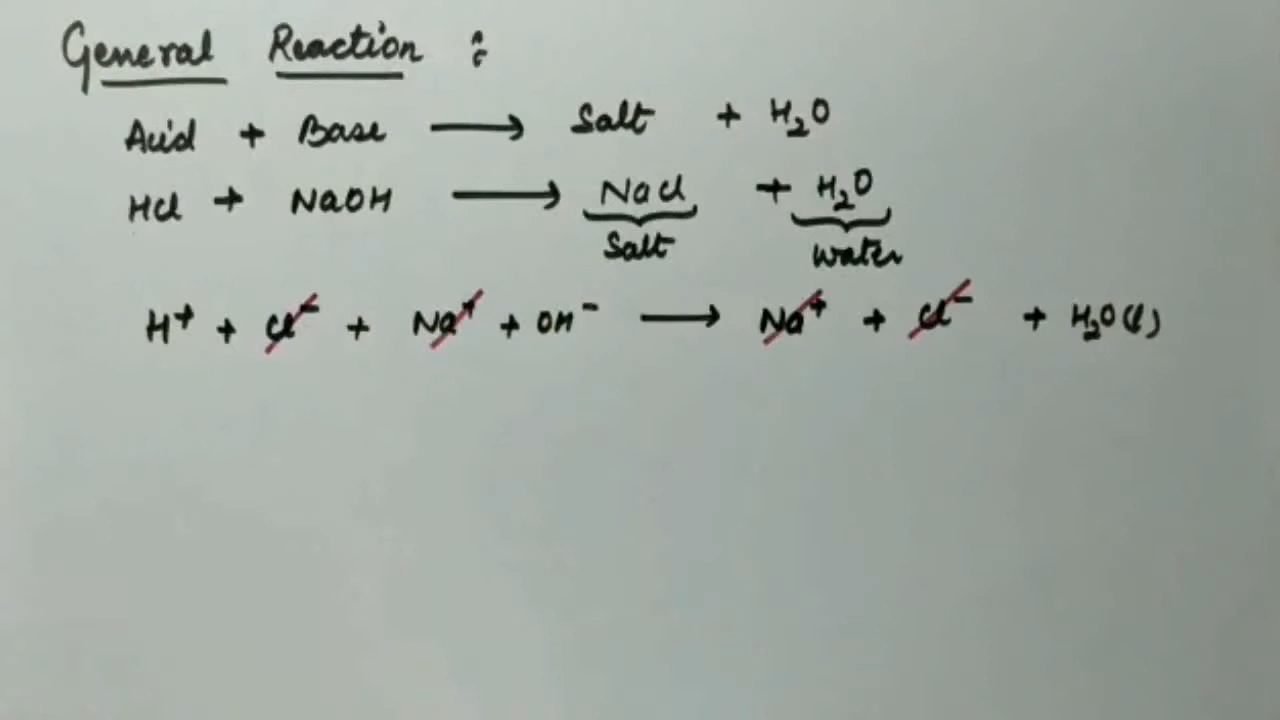 General Reaction :
Acid + Base ⟶ Salt + H₂O
HCl + NaOH ⟶ NaCl + H₂O
Salt water
H⁺ + Cl⁻ + Na⁺ + OH⁻ ⟶ Na⁺ + Cl⁻ + H₂O(l)